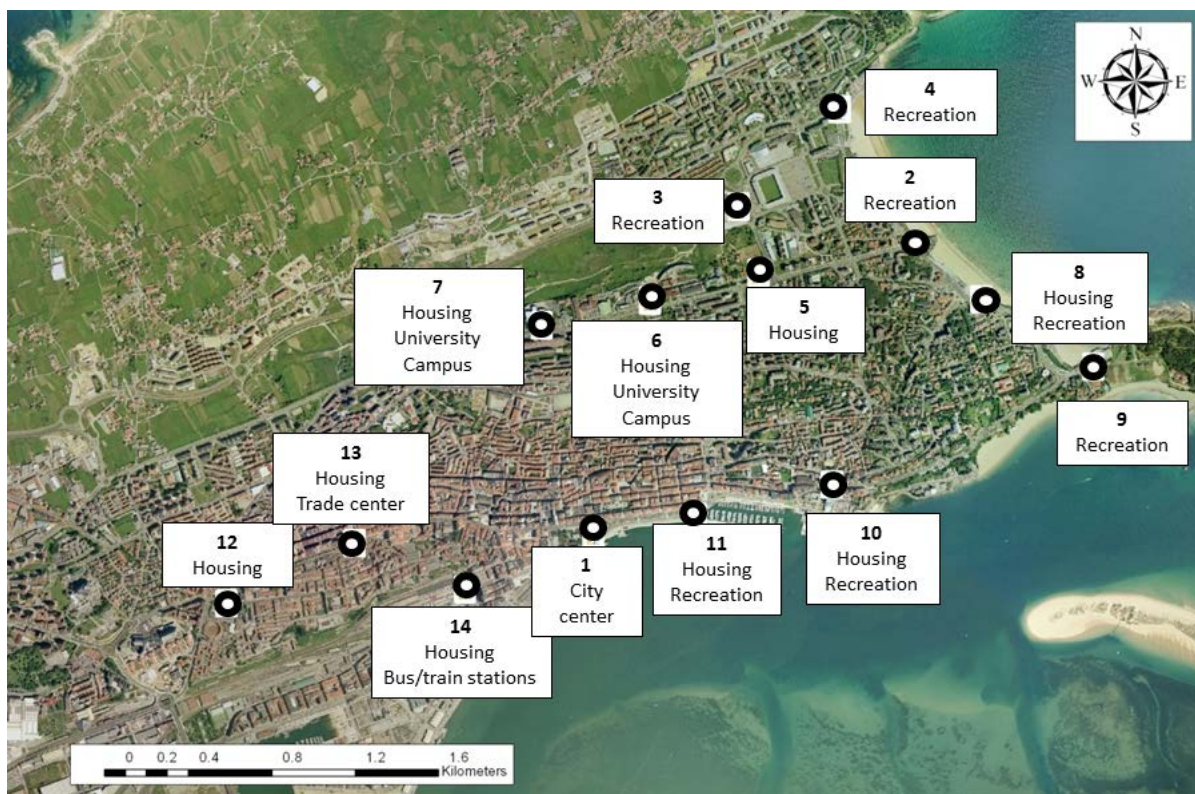 N
W E
S
4
Recreation
2
Recreation
3
Recreation
8
Housing
Recreation
7
Housing
University
Campus
5
Housing
6
Housing
University
Campus
9
Recreation
13
Housing
Trade center
12
Housing
1
City
center
11
Housing
Recreation
10
Housing
Recreation
14
Housing
Bus/train stations
0 0.2 0.4 0.8 1.2 1.6
Kilometers